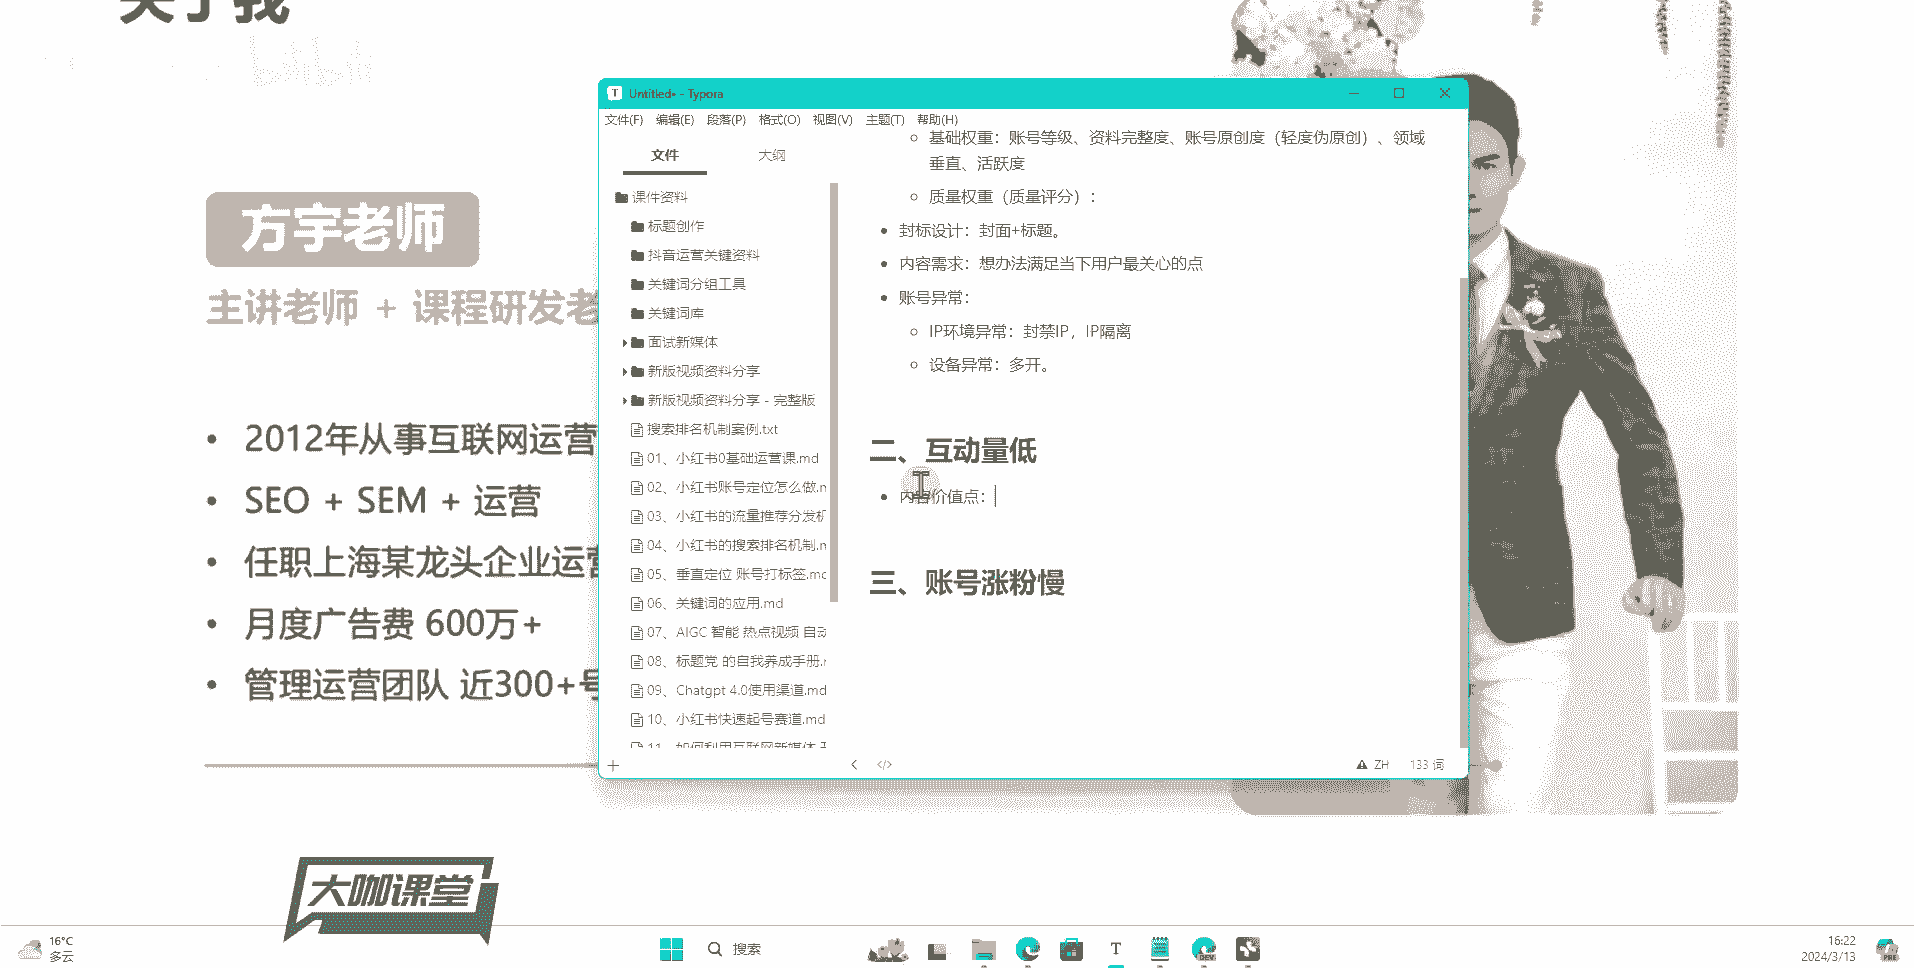 关于我
bilibili
方宇老师
主讲老师 + 课程研发老
2012年从事互联网运营
SEO + SEM + 运营
任职上海某龙头企业运营
月度广告费 600万+
管理运营团队 近300+号
大咖课堂
Untitled• - Typora
文件(F) 编辑(E) 段落(P) 格式(O) 视图(V) 主题(T) 帮助(H)
文件 大纲
课件资料
标题创作
抖音运营关键资料
关键词分组工具
关键词库
面试新媒体
新版视频资料分享
新版视频资料分享 - 完整版
搜索排名机制案例.txt
01、小红书0基础运营课.md
02、小红书账号定位怎么做.m
03、小红书的流量推荐分发机
04、小红书的搜索排名机制.m
05、垂直定位 账号打标签.md
06、关键词的应用.md
07、AIGC 智能 热点视频 自动
08、标题党 的自我养成手册.m
09、Chatgpt 4.0使用渠道.md
10、小红书快速起号赛道.md
11、如何利用互联网新媒体
基础权重：账号等级、资料完整度、账号原创度（轻度伪原创）、领域
垂直、活跃度
质量权重（质量评分）：
封标设计：封面+标题。
内容需求：想办法满足当下用户最关心的点
账号异常：
IP环境异常：封禁IP，IP隔离
设备异常：多开。
二、互动量低
内容价值点：
三、账号涨粉慢
</> ZH 133 词
16°C
多云
搜索
16:22
2024/3/13